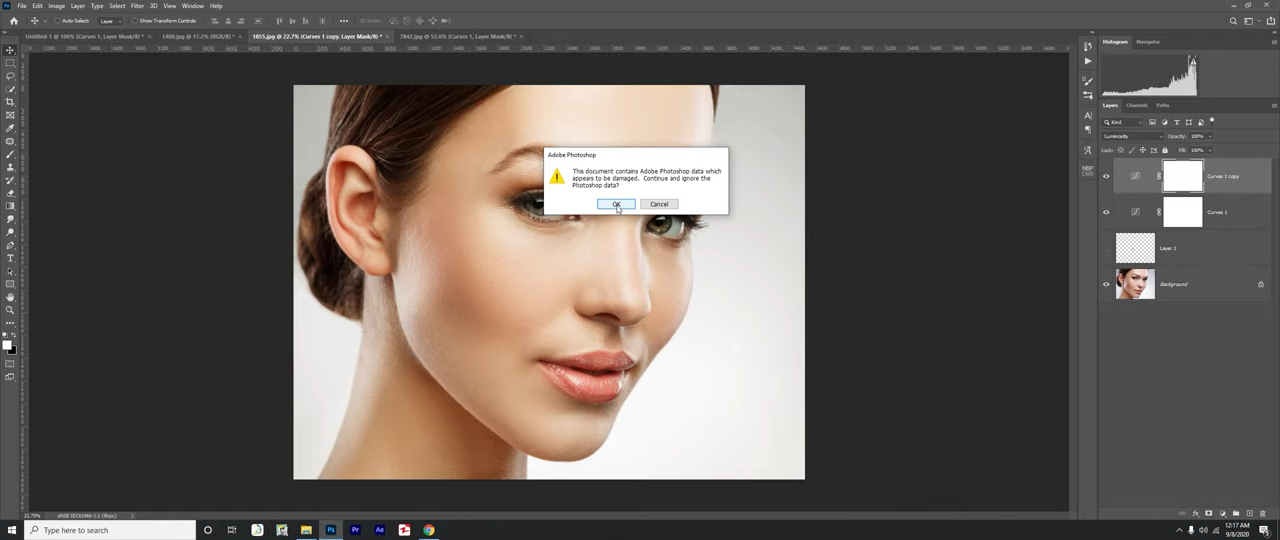 File Edit Image Layer Type Select Filter 3D View Window Help
Auto-Select: Layer Show Transform Controls 3D Mode:
Untitled-1 @ 100% (Curves 1, Layer Mask/8) * × 1400.jpg @ 17.2% (RGB/8) * × 1855.jpg @ 22.7% (Curves 1 copy, Layer Mask/8) * × 7842.jpg @ 53.6% (Curves 1, Layer Mask/8) * ×
Histogram Navigator
Layers Channels Paths
Kind
Luminosity Opacity: 100%
Lock: Fill: 100%
Curves 1 copy
Curves 1
Layer 1
Background
Adobe Photoshop
This document contains Adobe Photoshop data which
appears to be damaged. Continue and ignore the
Photoshop data?
OK Cancel
22.73% sRGB IEC61966-2.1 (8bpc)
Type here to search
12:17 AM
9/8/2020